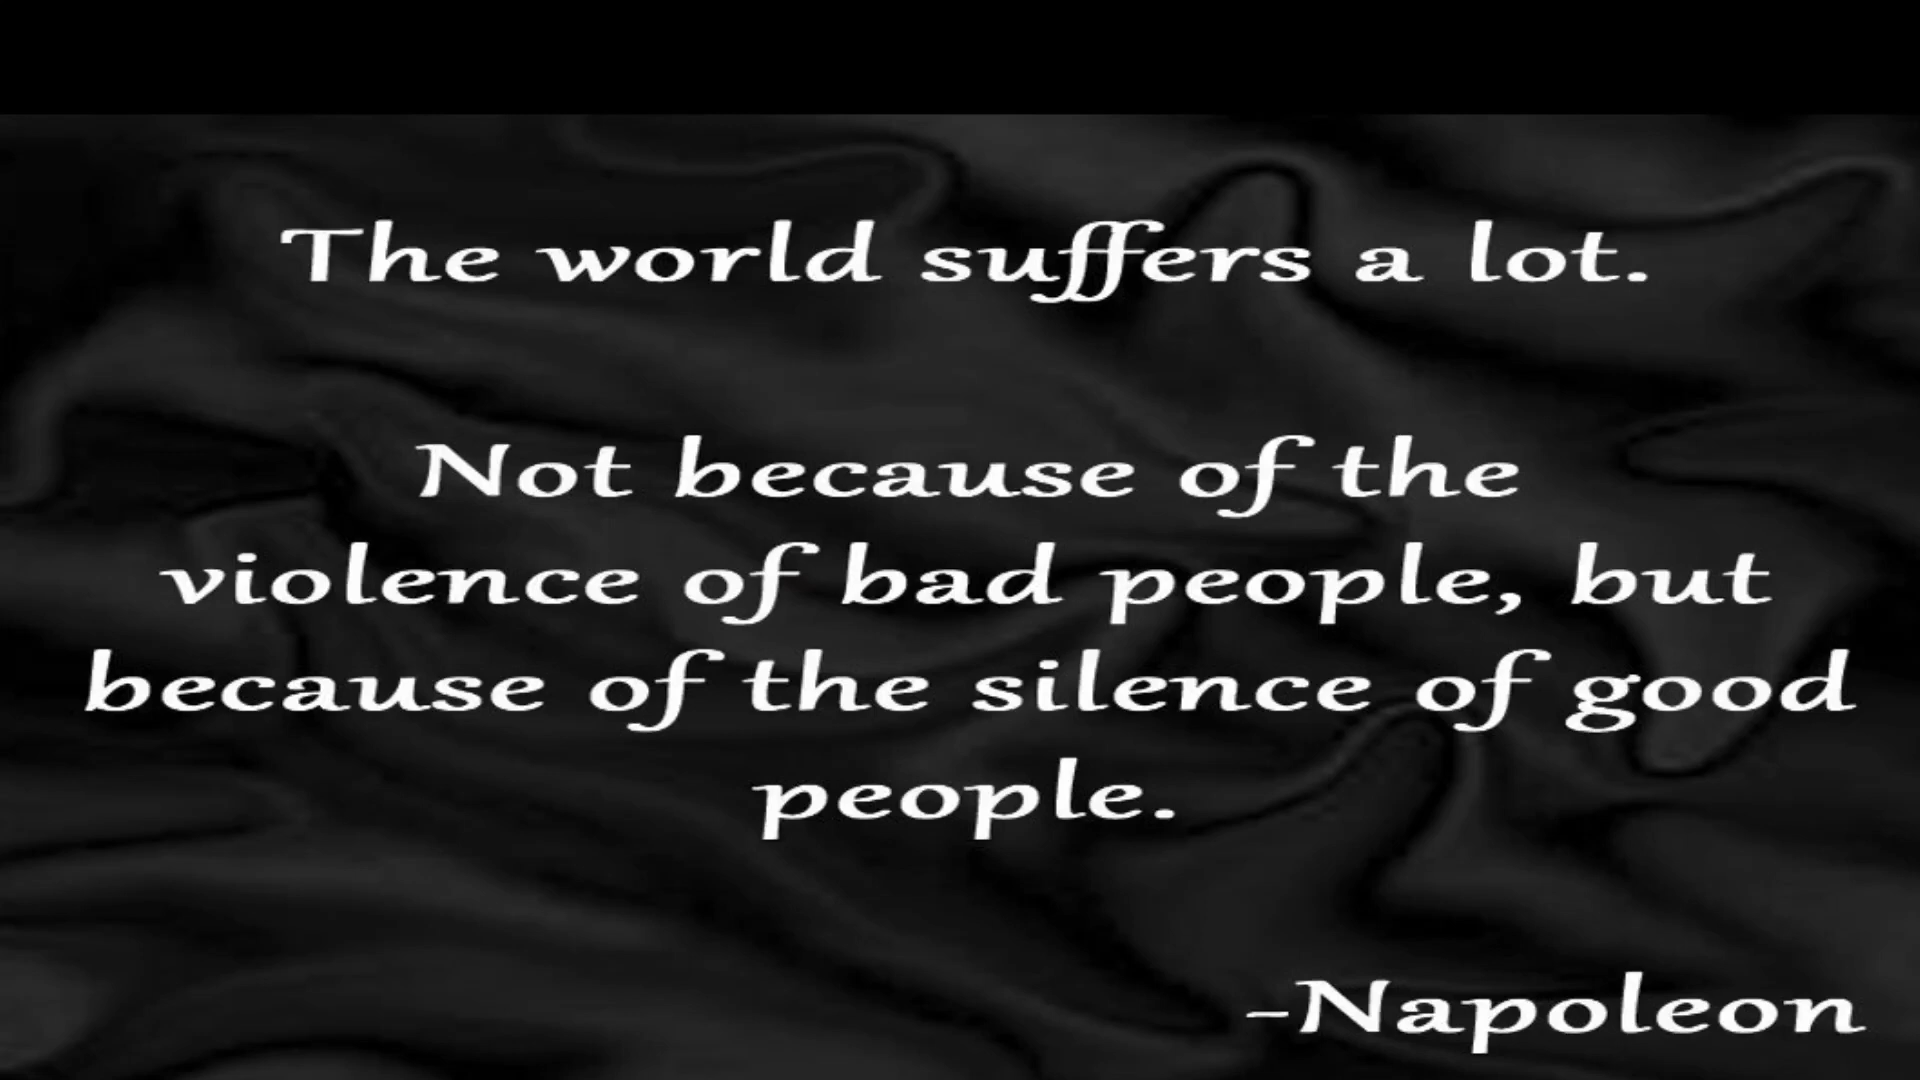 The world suffers a lot.
Not because of the
violence of bad people, but
because of the silence of good
people.
-Napoleon